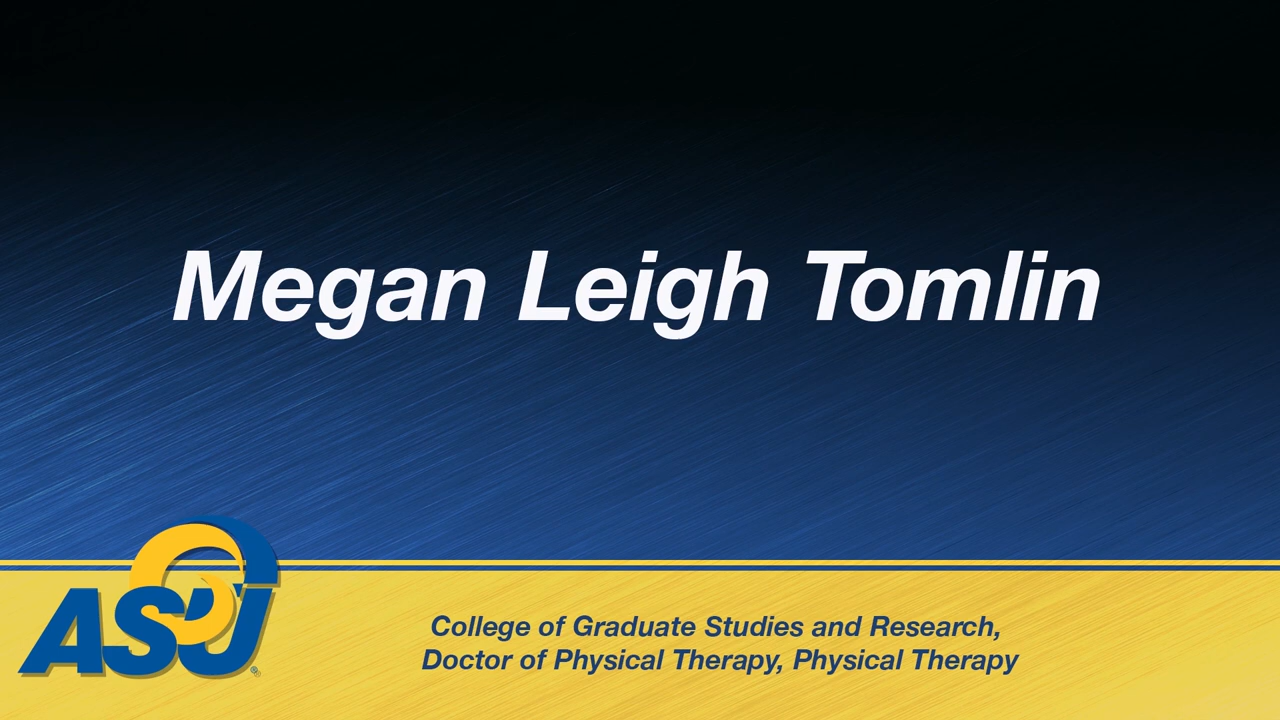 Megan Leigh Tomlin
ASU®
College of Graduate Studies and Research,
Doctor of Physical Therapy, Physical Therapy